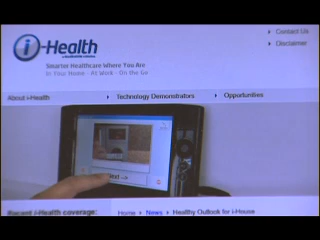 Contact Us
Disclaimer
i-Health
Smarter Healthcare Where You Are
In Your Home - At Work - On the Go
About i-Health
Technology Demonstrators
Opportunities
Recent i-Health coverage:
Home
News
Healthy Outlook for i-House